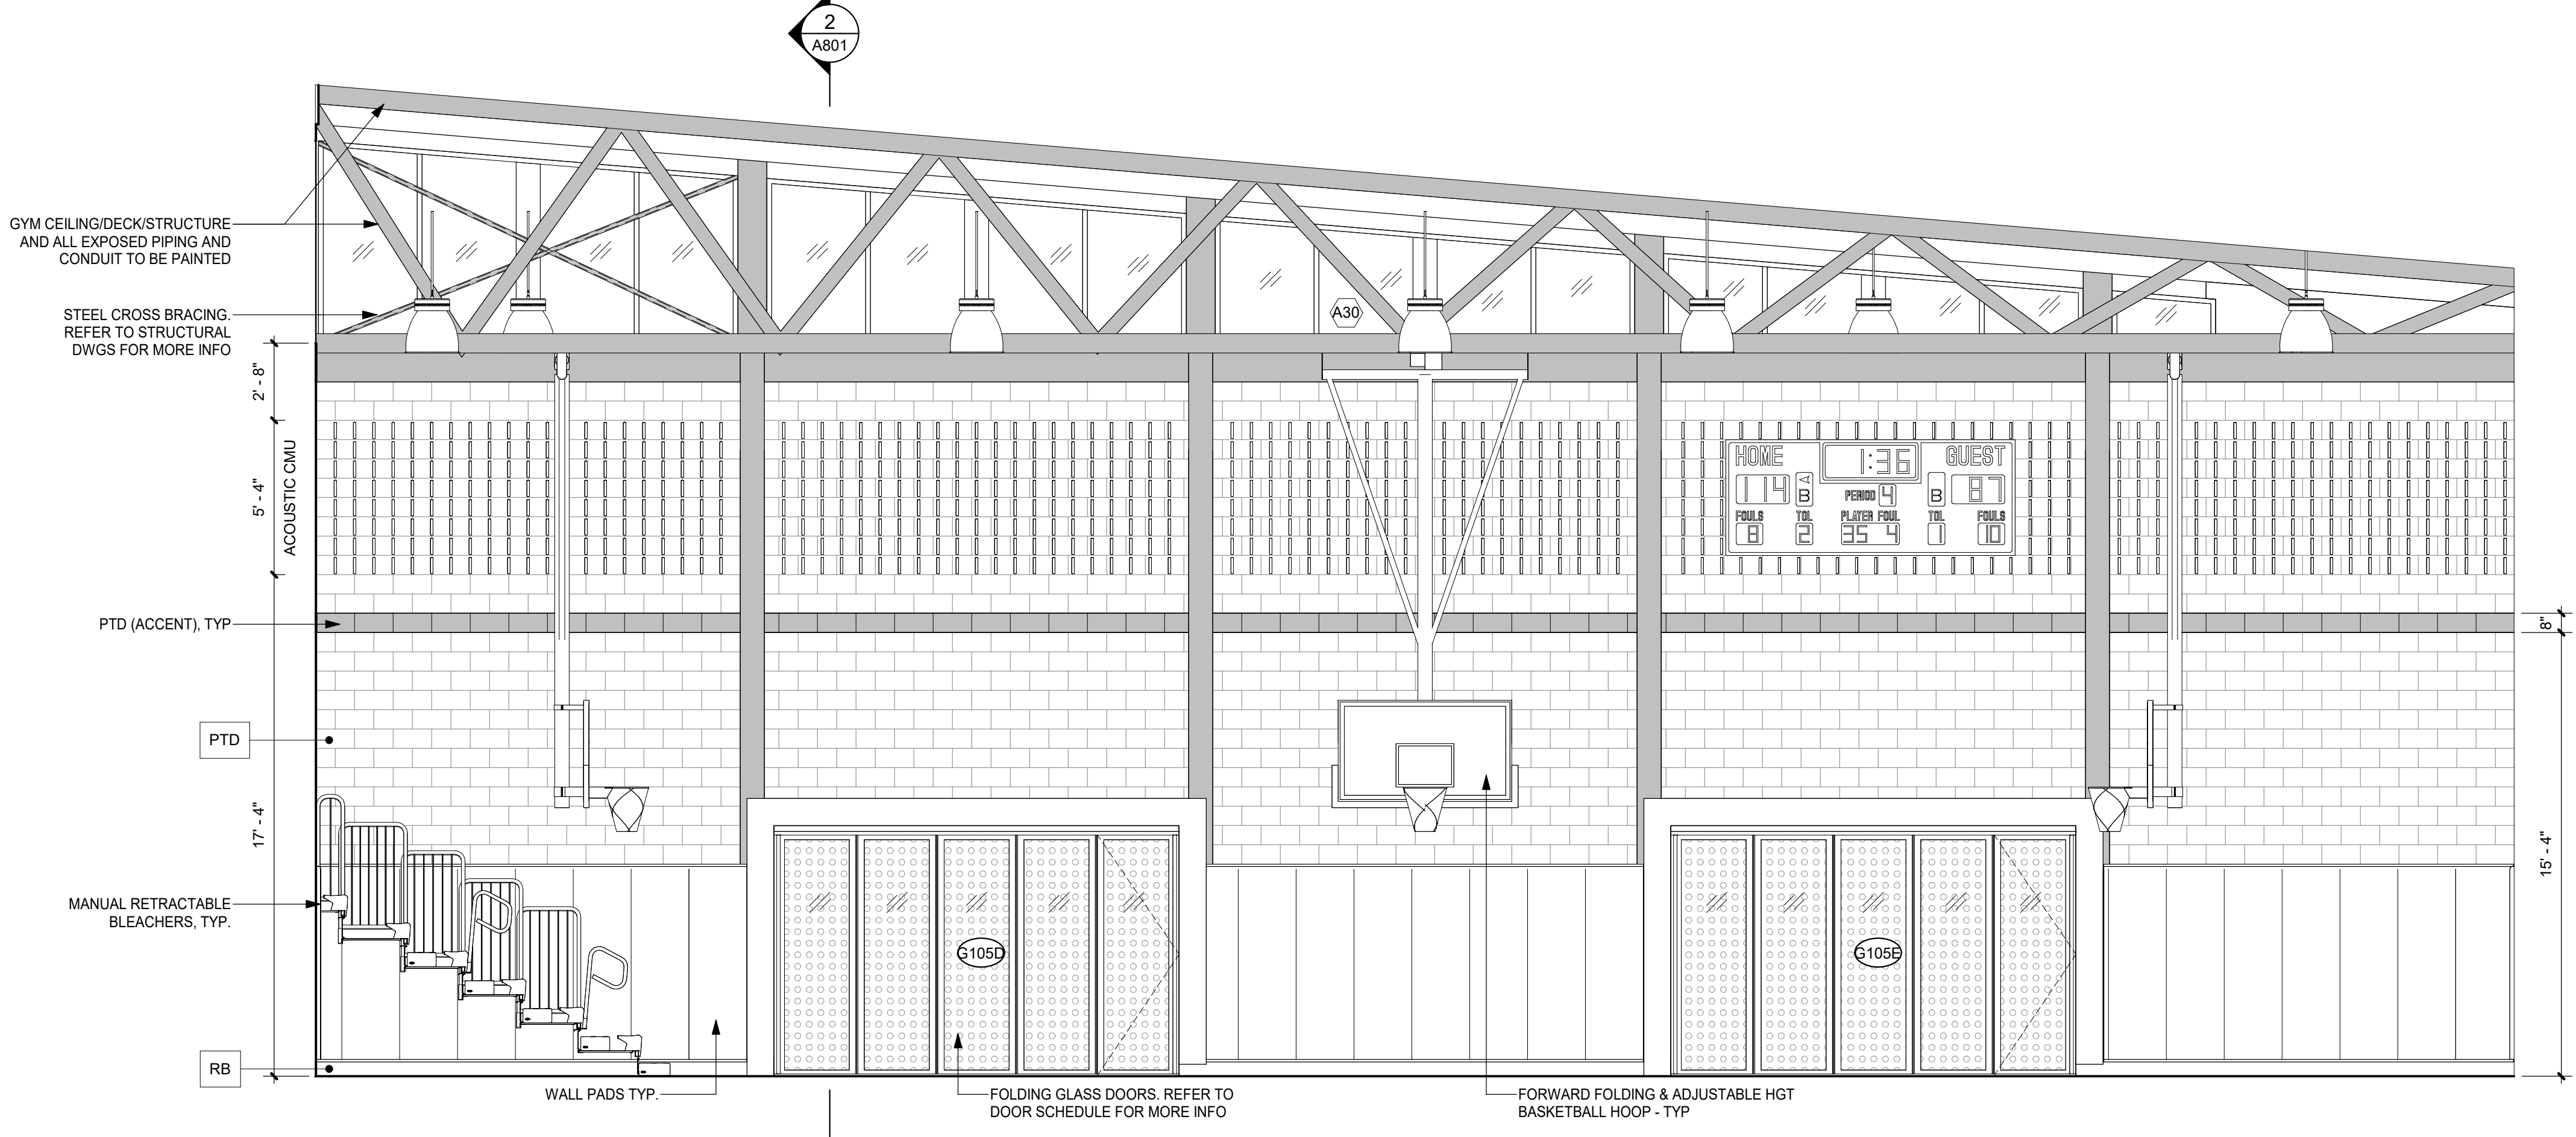 2
A801
GYM CEILING/DECK/STRUCTURE
AND ALL EXPOSED PIPING AND
CONDUIT TO BE PAINTED
STEEL CROSS BRACING.
REFER TO STRUCTURAL
DWGS FOR MORE INFO
A30
2' - 8"
5' - 4"
ACOUSTIC CMU
17' - 4"
HOME 1:36 GUEST
114 A B PERIOD 4 B 87
FOULS TOL PLAYER FOUL TOL FOULS
8 2 35 4 1 10
PTD (ACCENT), TYP
8"
15' - 4"
PTD
MANUAL RETRACTABLE
BLEACHERS, TYP.
G105D
G105E
RB
WALL PADS TYP.
FOLDING GLASS DOORS. REFER TO
DOOR SCHEDULE FOR MORE INFO
FORWARD FOLDING & ADJUSTABLE HGT
BASKETBALL HOOP - TYP